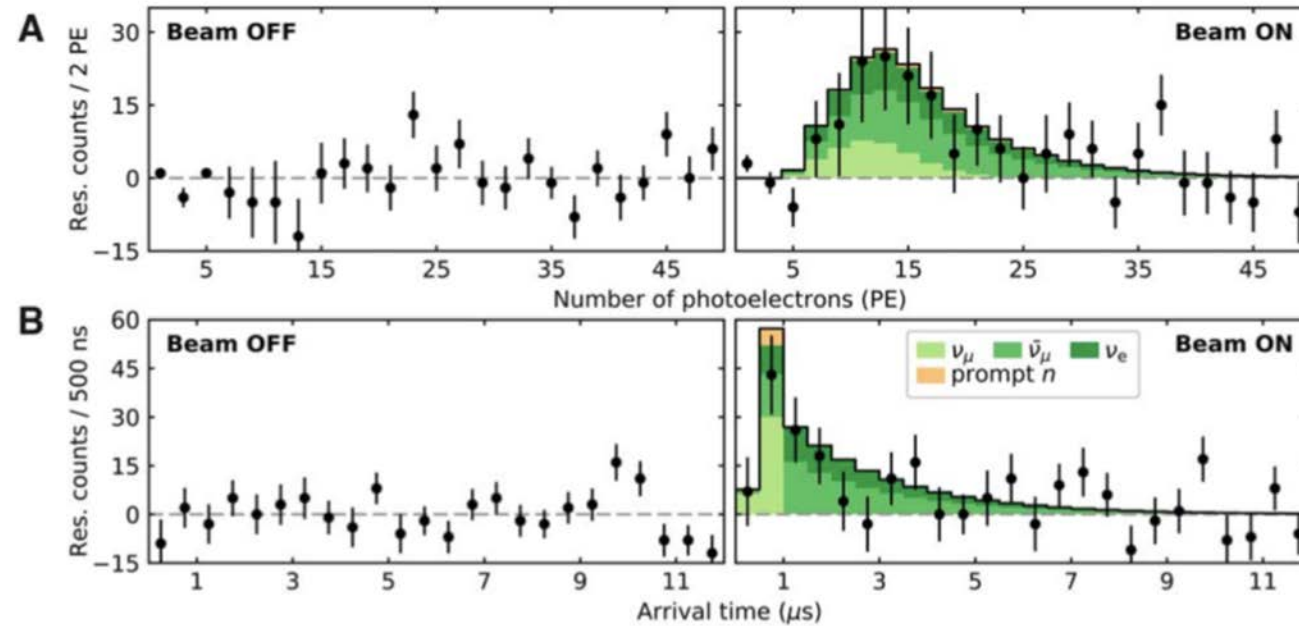 A
Beam OFF
Beam ON
Res. counts / 2 PE
30
15
0
−15
5 15 25 35 45
5 15 25 35 45
Number of photoelectrons (PE)
B
Beam OFF
Beam ON
Res. counts / 500 ns
60
45
30
15
0
−15
ν_μ ν̄_μ ν_e
prompt n
1 3 5 7 9 11
1 3 5 7 9 11
Arrival time (μs)